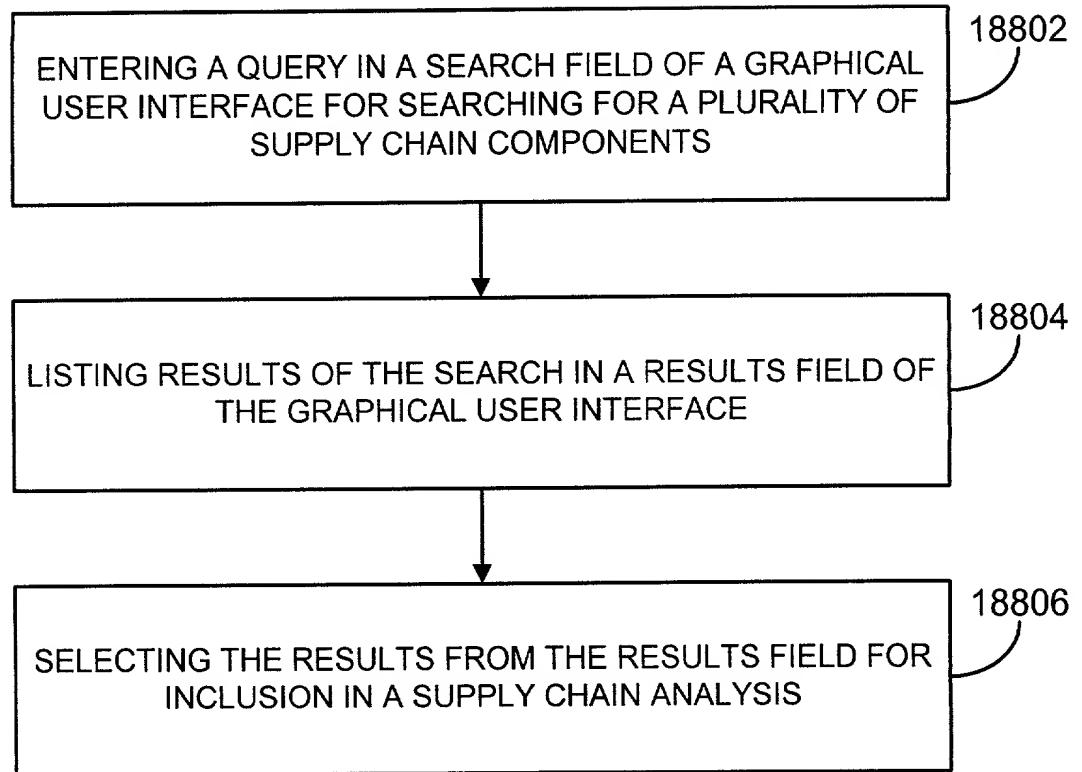 18802
ENTERING A QUERY IN A SEARCH FIELD OF A GRAPHICAL
USER INTERFACE FOR SEARCHING FOR A PLURALITY OF
SUPPLY CHAIN COMPONENTS
18804
LISTING RESULTS OF THE SEARCH IN A RESULTS FIELD OF
THE GRAPHICAL USER INTERFACE
18806
SELECTING THE RESULTS FROM THE RESULTS FIELD FOR
INCLUSION IN A SUPPLY CHAIN ANALYSIS